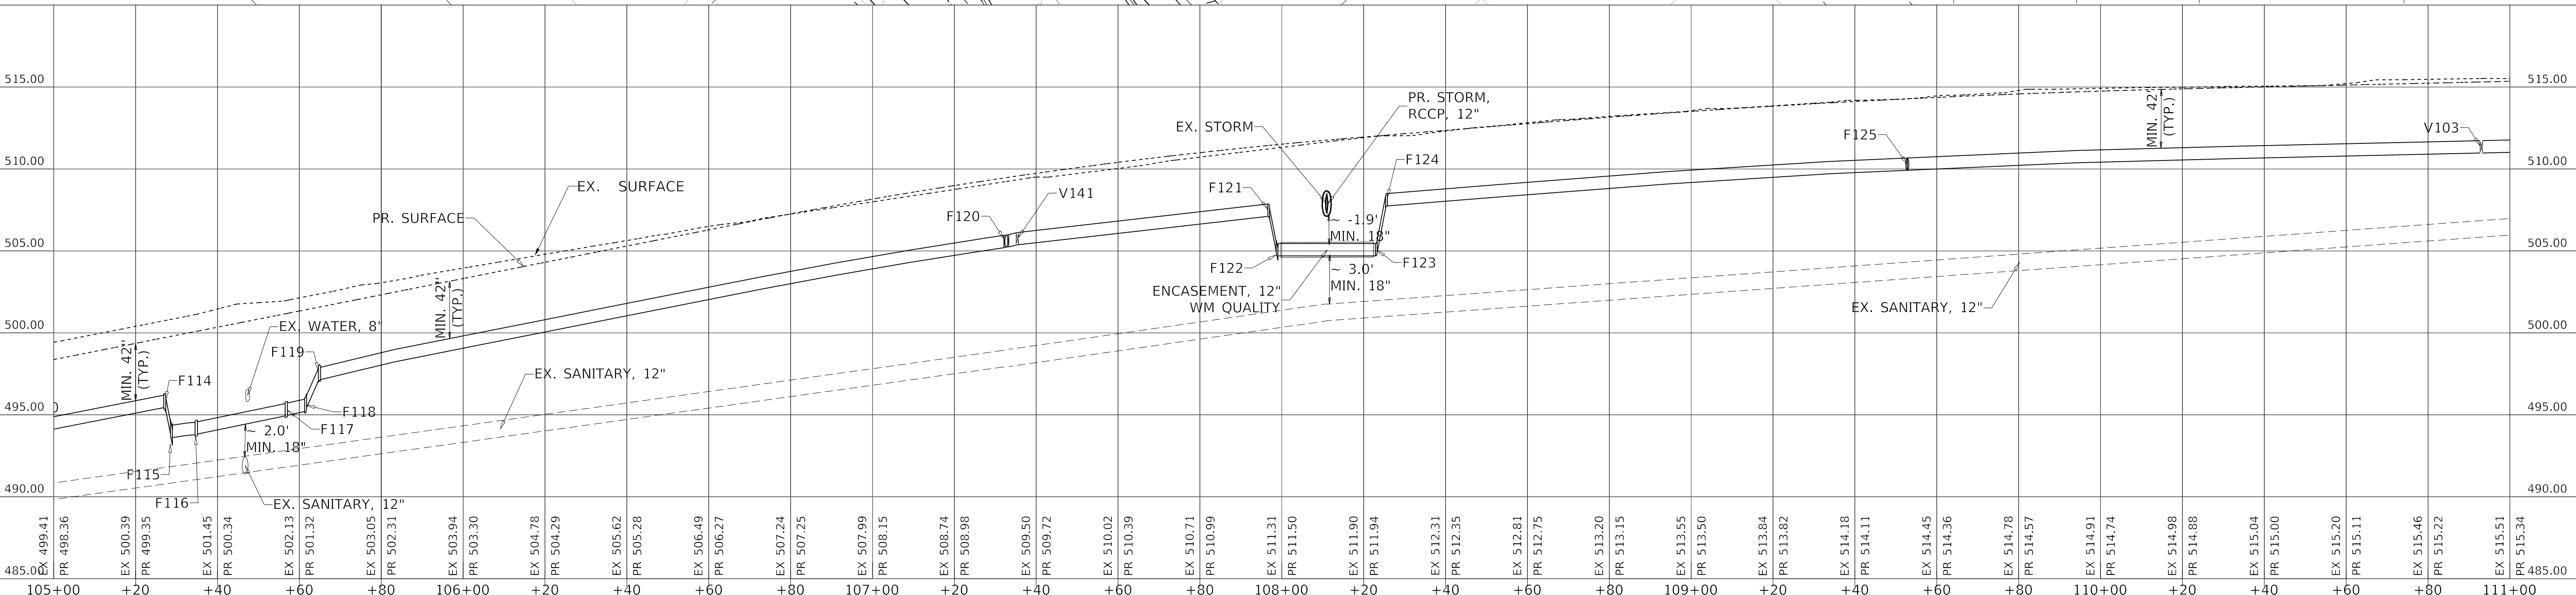 515.00
515.00
510.00
510.00
505.00
505.00
500.00
500.00
495.00
495.00
490.00
490.00
485.00
485.00
PR. STORM,
RCCP, 12"
EX. STORM
F125
V103
MIN. 42"
(TYP.)
F124
F121
V141
F120
EX. SURFACE
PR. SURFACE
~ -1.9'
MIN. 18"
F122
F123
~ 3.0'
MIN. 18"
ENCASEMENT, 12"
WM QUALITY
EX. SANITARY, 12"
MIN. 42"
(TYP.)
EX. WATER, 8'
F119
MIN. 42"
(TYP.)
F114
EX. SANITARY, 12"
F118
F117
~ 2.0'
MIN. 18"
F115
F116
EX. SANITARY, 12"
EX 499.41
PR 498.36
EX 500.39
PR 499.35
EX 501.45
PR 500.34
EX 502.13
PR 501.32
EX 503.05
PR 502.31
EX 503.94
PR 503.30
EX 504.78
PR 504.29
EX 505.62
PR 505.28
EX 506.49
PR 506.27
EX 507.24
PR 507.25
EX 507.99
PR 508.15
EX 508.74
PR 508.98
EX 509.50
PR 509.72
EX 510.02
PR 510.39
EX 510.71
PR 510.99
EX 511.31
PR 511.50
EX 511.90
PR 511.94
EX 512.31
PR 512.35
EX 512.81
PR 512.75
EX 513.20
PR 513.15
EX 513.55
PR 513.50
EX 513.84
PR 513.82
EX 514.18
PR 514.11
EX 514.45
PR 514.36
EX 514.78
PR 514.57
EX 514.91
PR 514.74
EX 514.98
PR 514.88
EX 515.04
PR 515.00
EX 515.20
PR 515.11
EX 515.46
PR 515.22
EX 515.51
PR 515.34
105+00 +20 +40 +60 +80 106+00 +20 +40 +60 +80 107+00 +20 +40 +60 +80 108+00 +20 +40 +60 +80 109+00 +20 +40 +60 +80 110+00 +20 +40 +60 +80 111+00